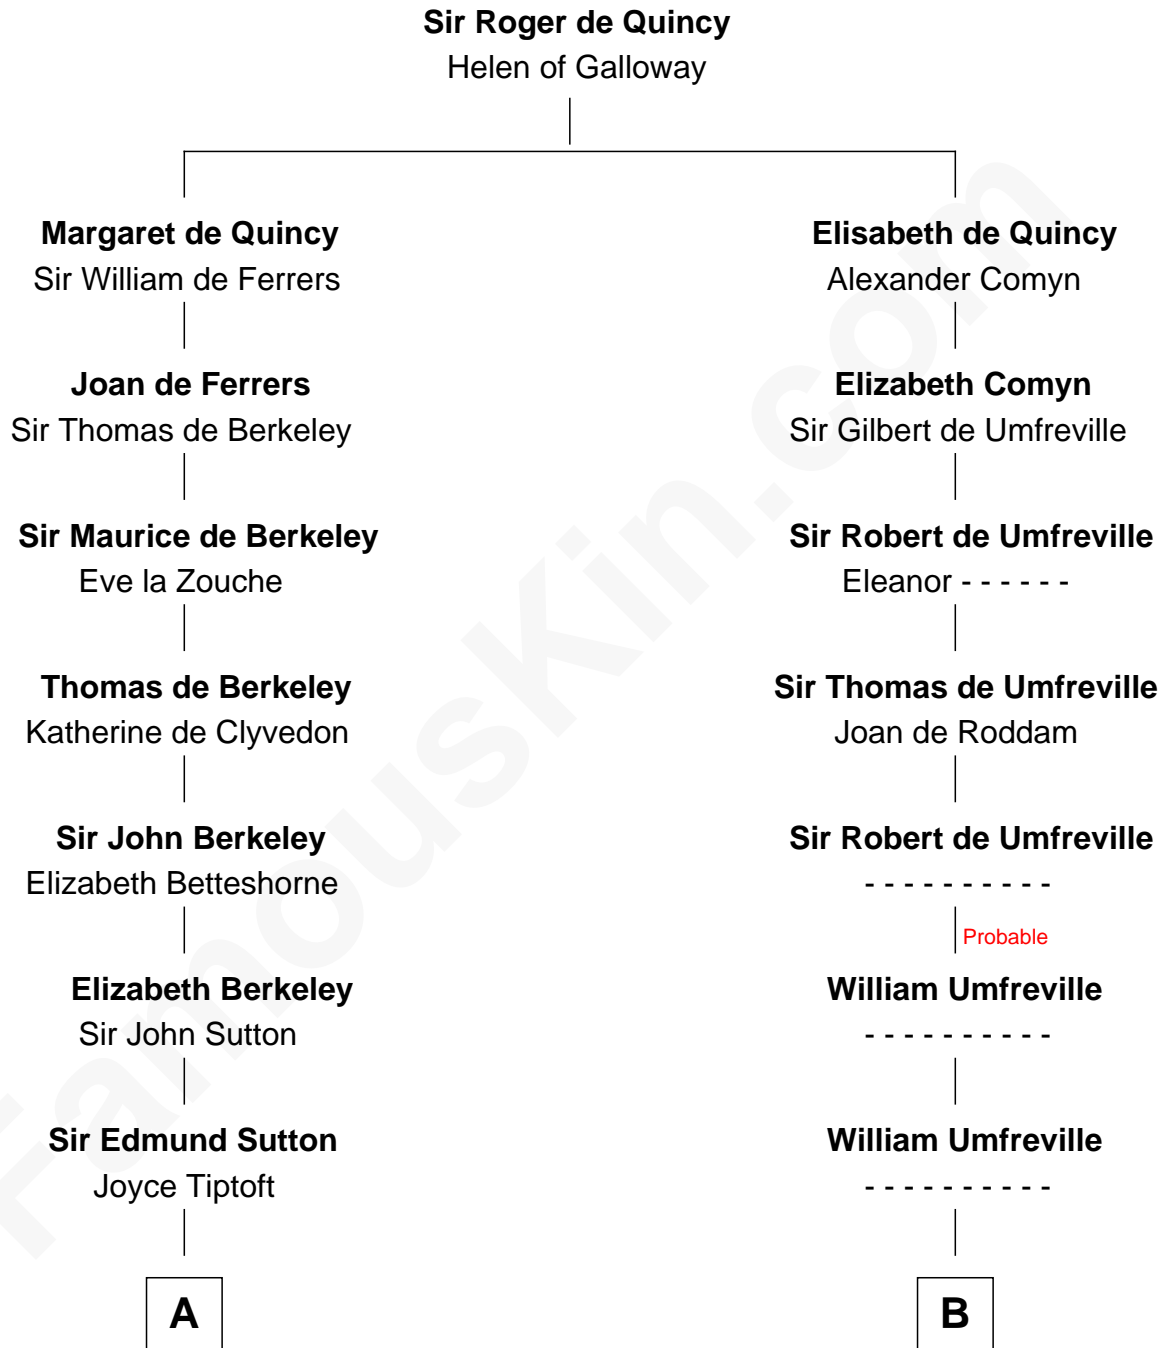 Sir Roger de Quincy
Helen of Galloway
Margaret de Quincy
Sir William de Ferrers
Elisabeth de Quincy
Alexander Comyn
Joan de Ferrers
Sir Thomas de Berkeley
Elizabeth Comyn
Sir Gilbert de Umfreville
Sir Maurice de Berkeley
Eve la Zouche
Sir Robert de Umfreville
Eleanor - - - - - -
Thomas de Berkeley
Katherine de Clyvedon
Sir Thomas de Umfreville
Joan de Roddam
Sir John Berkeley
Elizabeth Betteshorne
Sir Robert de Umfreville
- - - - - - - - - -
Probable
Elizabeth Berkeley
Sir John Sutton
William Umfreville
- - - - - - - - - -
Sir Edmund Sutton
Joyce Tiptoft
William Umfreville
- - - - - - - - - -
A
B
FamousKin.com